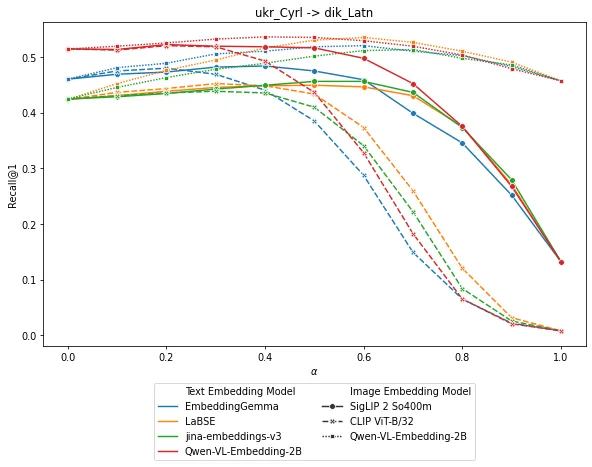 ukr_Cyrl -> dik_Latn
Recall@1
0.5
0.4
0.3
0.2
0.1
0.0
0.0 0.2 0.4 0.6 0.8 1.0
α
Text Embedding Model
EmbeddingGemma
LaBSE
jina-embeddings-v3
Qwen-VL-Embedding-2B
Image Embedding Model
SigLIP 2 So400m
CLIP ViT-B/32
Qwen-VL-Embedding-2B